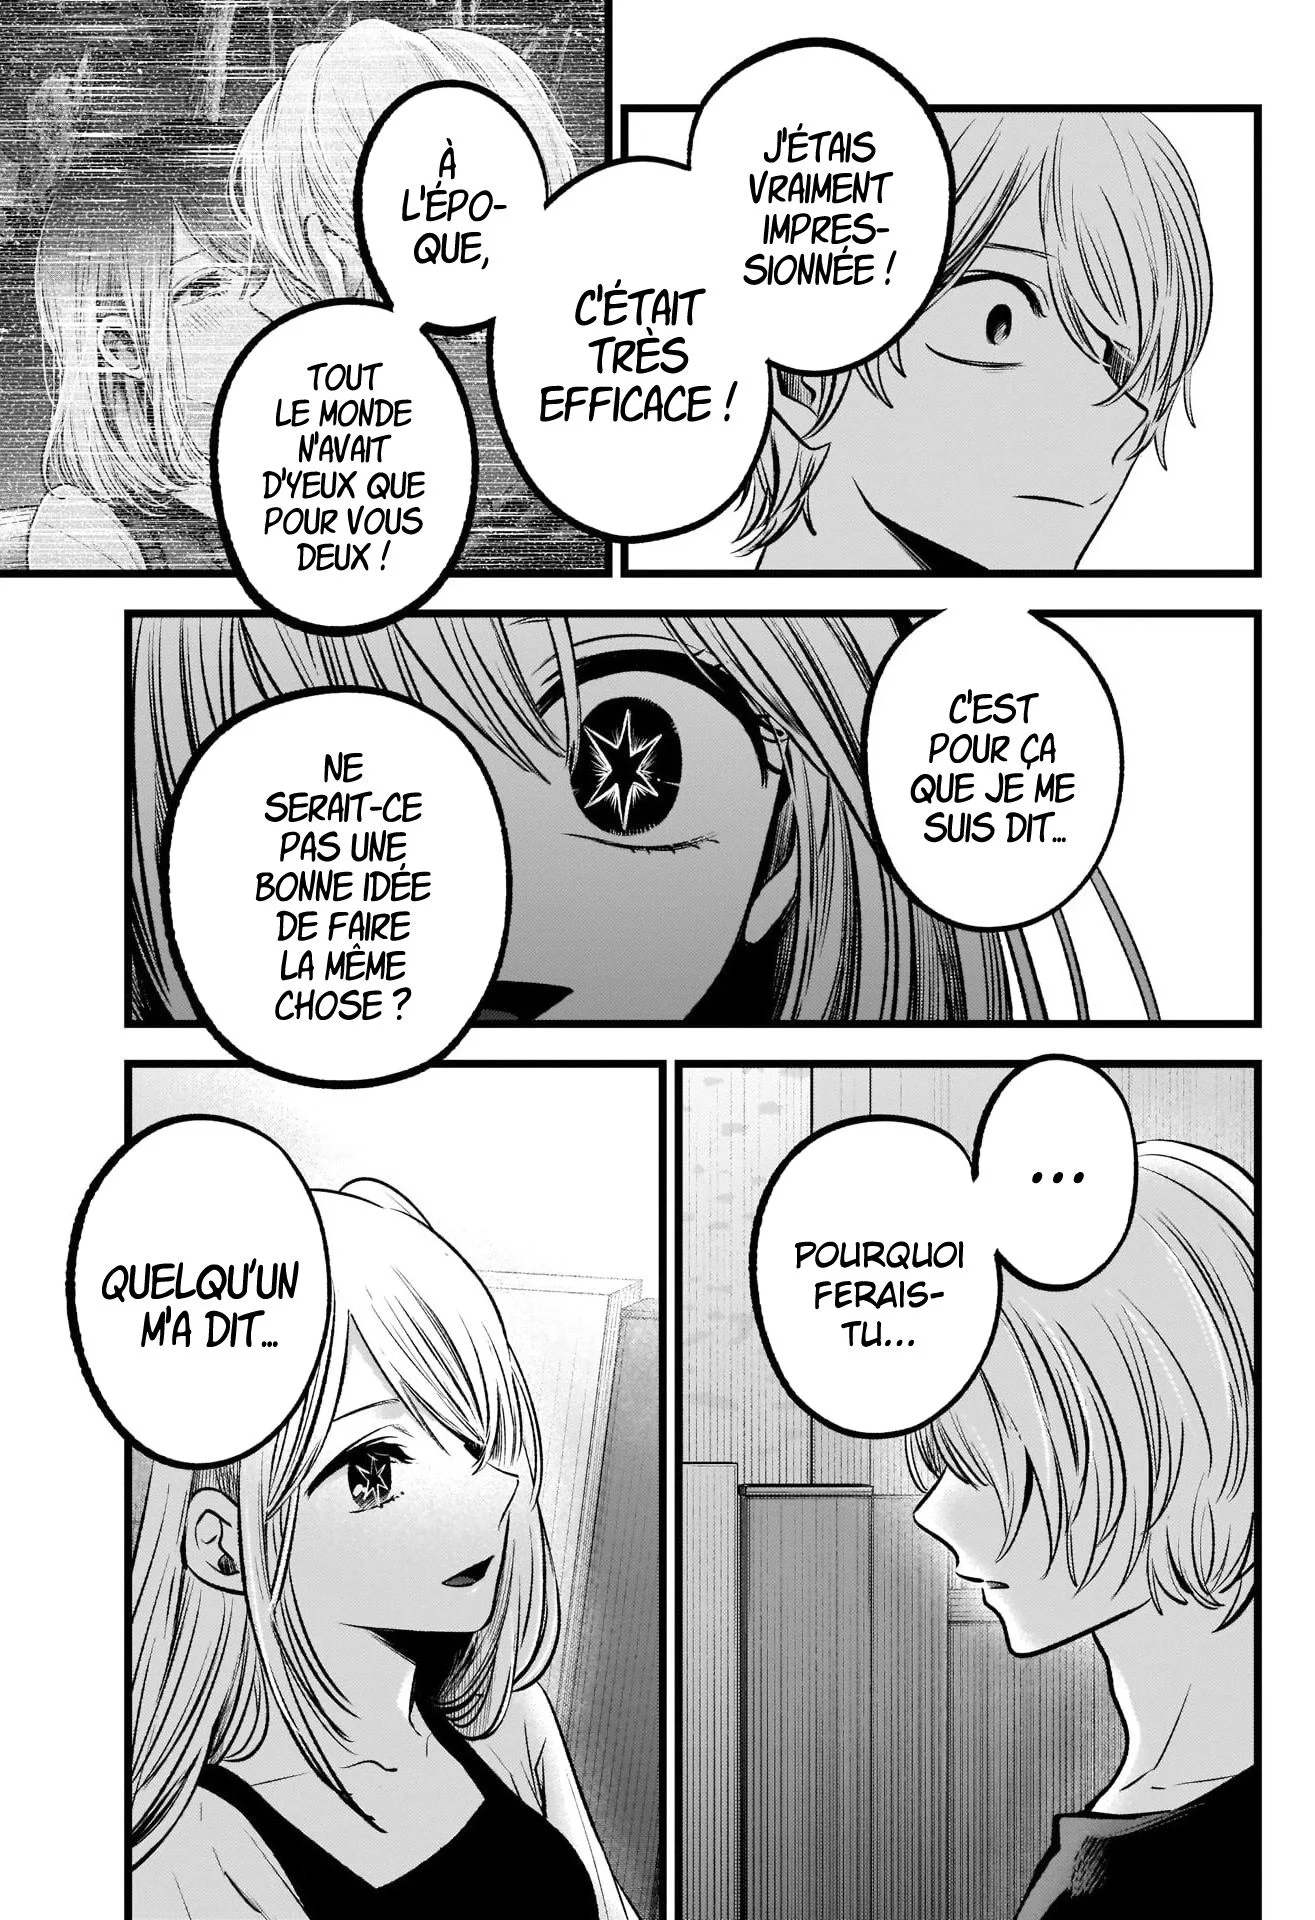 J'ÉTAIS
VRAIMENT
IMPRES-
SIONNÉE !
C'ÉTAIT
TRÈS
EFFICACE !
À
L'ÉPO-
QUE,
TOUT
LE MONDE
N'AVAIT
D'YEUX QUE
POUR VOUS
DEUX !
C'EST
POUR ÇA
QUE JE ME
SUIS DIT...
NE
SERAIT-CE
PAS UNE
BONNE IDÉE
DE FAIRE
LA MÊME
CHOSE ?
...
POURQUOI
FERAIS-
TU...
QUELQU'UN
M'A DIT...